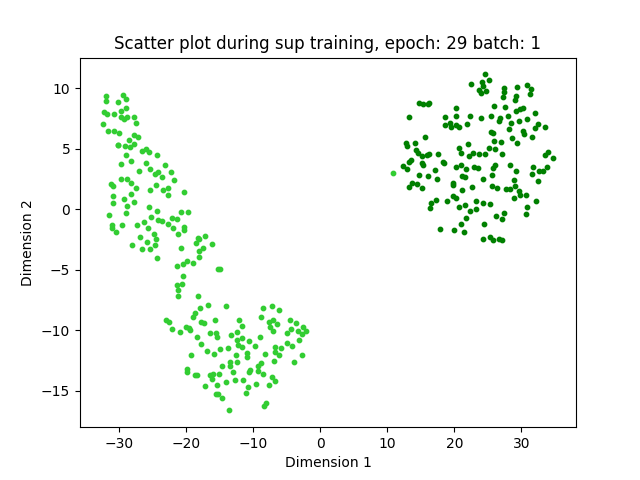 Scatter plot during sup training, epoch: 29 batch: 1
10
5
0
−5
−10
−15
Dimension 2
−30 −20 −10 0 10 20 30
Dimension 1